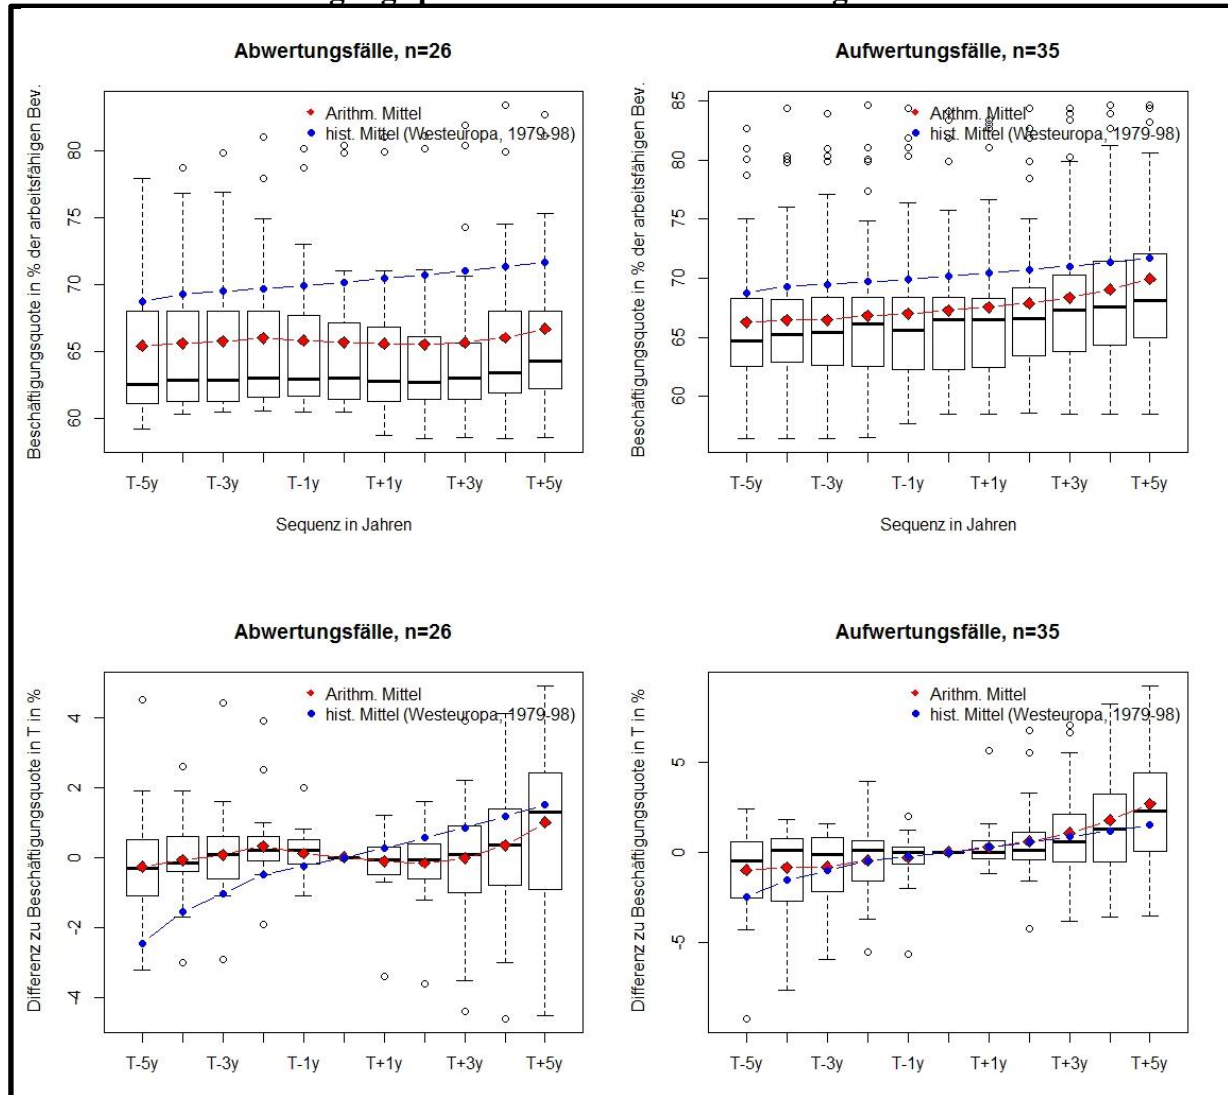 Abwertungsfälle, n=26
Beschäftigungsquote in % der arbeitsfähigen Bev.
80
75
70
65
60
Arithm. Mittel
hist. Mittel (Westeuropa, 1979-98)
T-5y T-3y T-1y T+1y T+3y T+5y
Sequenz in Jahren
Aufwertungsfälle, n=35
Beschäftigungsquote in % der arbeitsfähigen Bev.
85
80
75
70
65
60
Arithm. Mittel
hist. Mittel (Westeuropa, 1979-98)
T-5y T-3y T-1y T+1y T+3y T+5y
Sequenz in Jahren
Abwertungsfälle, n=26
Differenz zu Beschäftigungsquote in T in %
4
2
0
-2
-4
Arithm. Mittel
hist. Mittel (Westeuropa, 1979-98)
T-5y T-3y T-1y T+1y T+3y T+5y
Aufwertungsfälle, n=35
Differenz zu Beschäftigungsquote in T in %
5
0
-5
Arithm. Mittel
hist. Mittel (Westeuropa, 1979-98)
T-5y T-3y T-1y T+1y T+3y T+5y